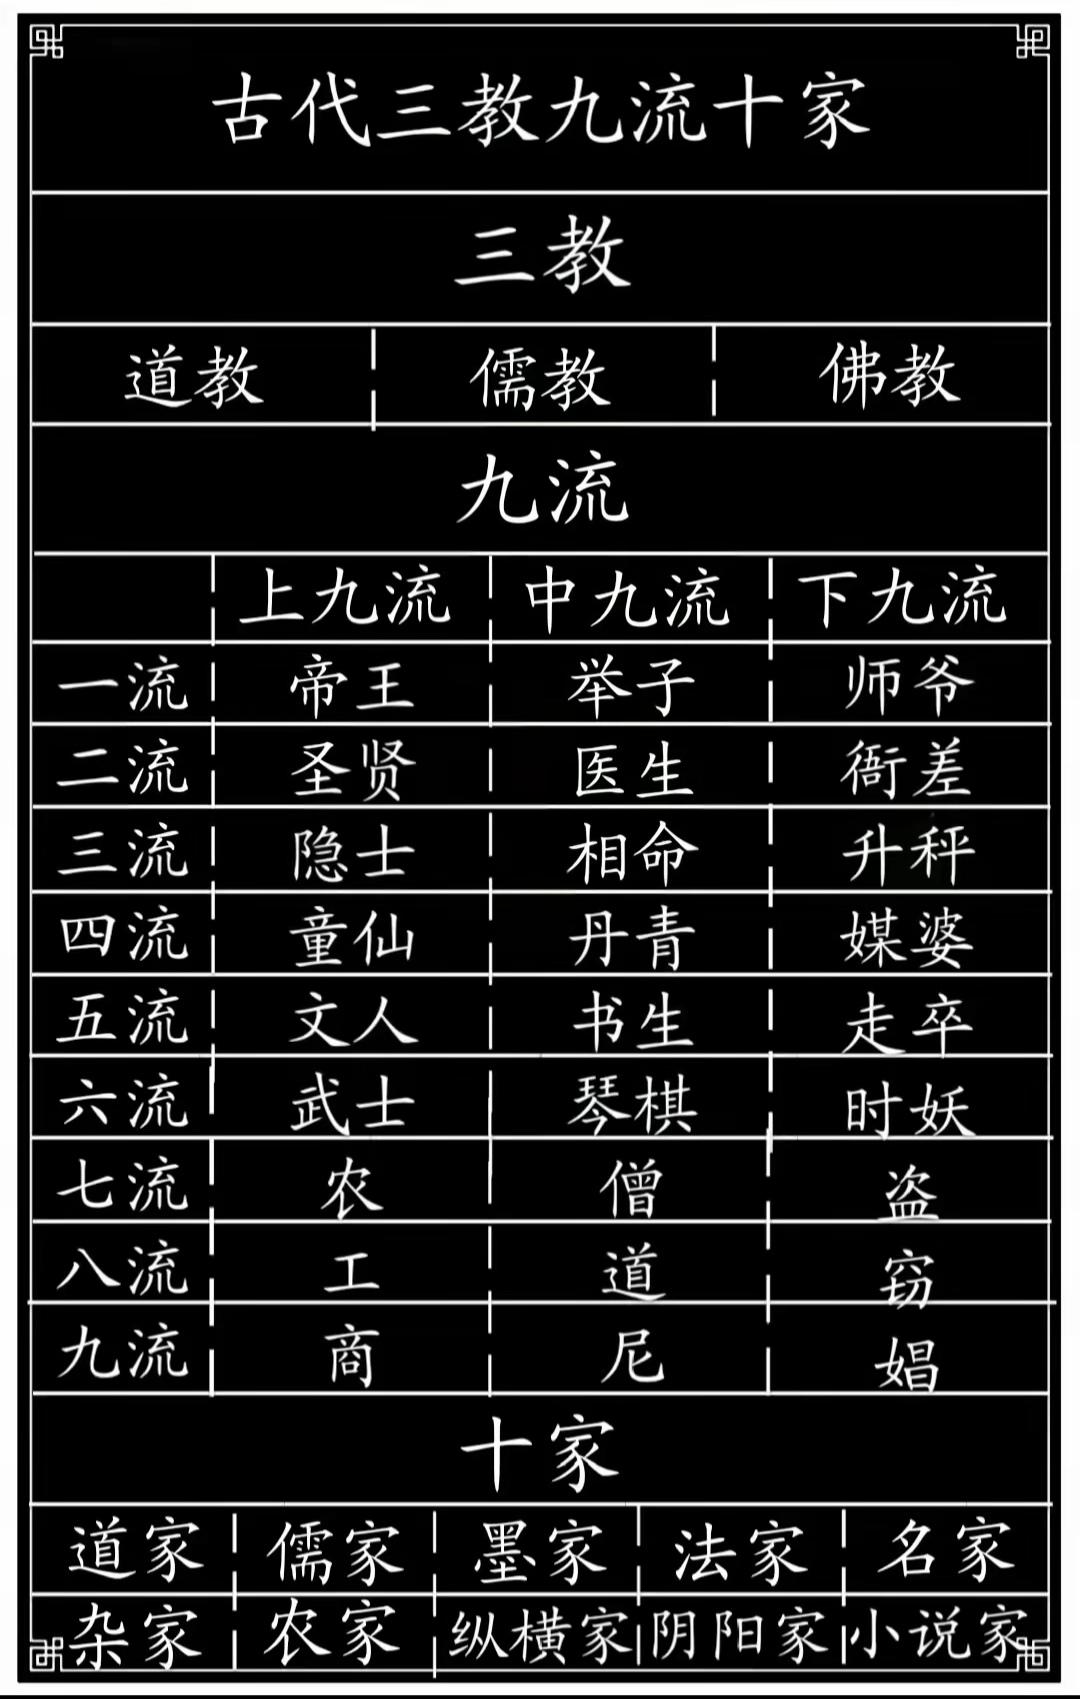 古代三教九流十家
三教
道教 儒教 佛教
九流
上九流 中九流 下九流
一流 帝王 举子 师爷
二流 圣贤 医生 衙差
三流 隐士 相命 升秤
四流 童仙 丹青 媒婆
五流 文人 书生 走卒
六流 武士 琴棋 时妖
七流 农 僧 盗
八流 工 道 窃
九流 商 尼 娼
十家
道家 儒家 墨家 法家 名家
杂家 农家 纵横家 阴阳家 小说家